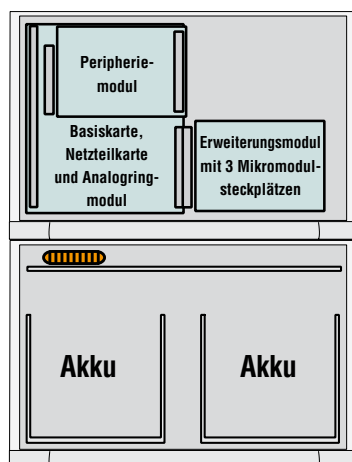 Peripherie-
modul
Basiskarte,
Netzteilkarte
und Analogring-
modul
Erweiterungsmodul
mit 3 Mikromodul-
steckplätzen
Akku
Akku